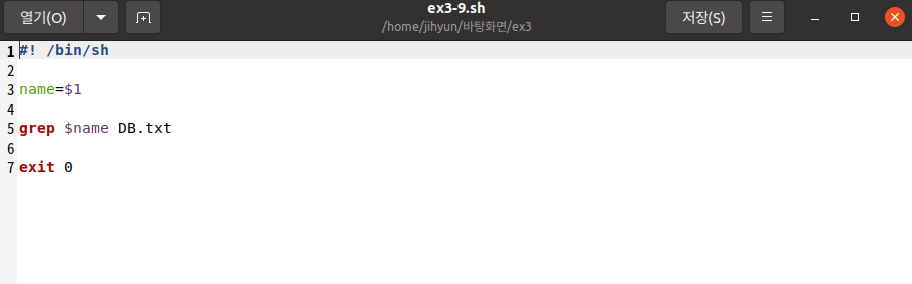 열기(O)
ex3-9.sh
/home/jihyun/바탕화면/ex3
저장(S)
1 #! /bin/sh
2
3 name=$1
4
5 grep $name DB.txt
6
7 exit 0